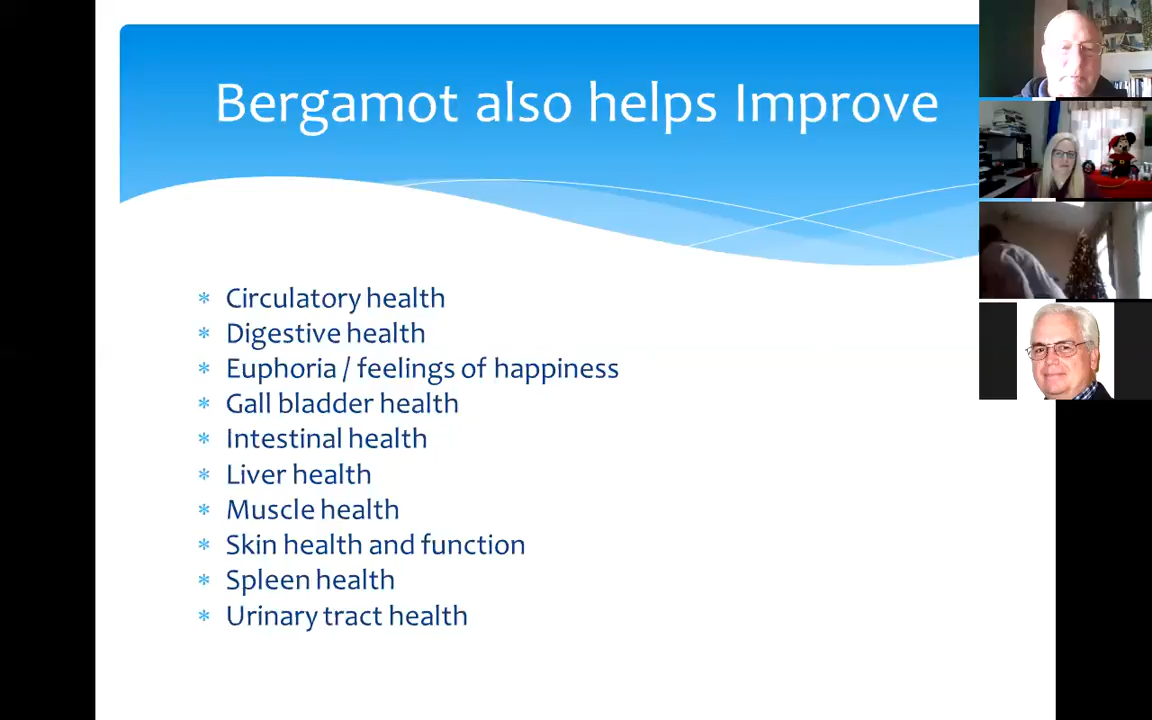 Bergamot also helps Improve
* Circulatory health
* Digestive health
* Euphoria / feelings of happiness
* Gall bladder health
* Intestinal health
* Liver health
* Muscle health
* Skin health and function
* Spleen health
* Urinary tract health